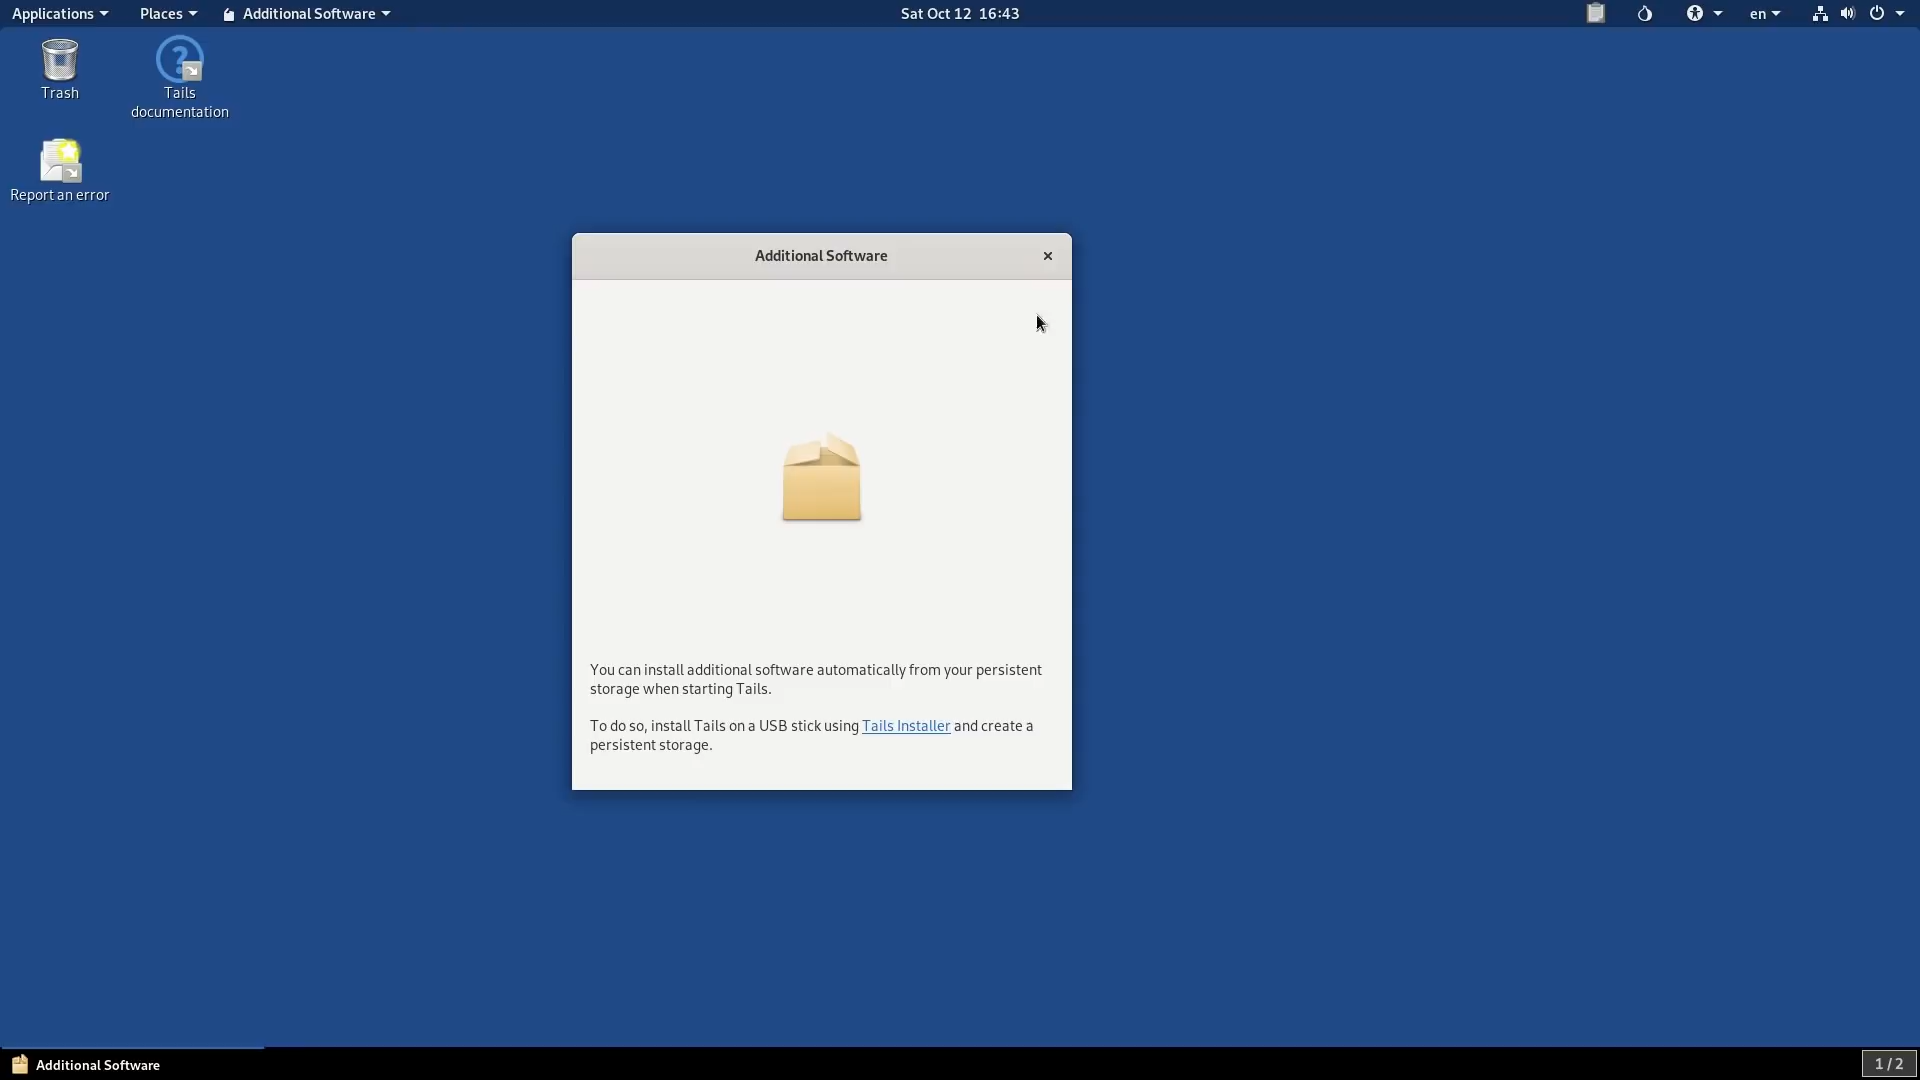 Applications Places Additional Software Sat Oct 12 16:43 en
Trash
Tails
documentation
Report an error
Additional Software
You can install additional software automatically from your persistent
storage when starting Tails.
To do so, install Tails on a USB stick using Tails Installer and create a
persistent storage.
Additional Software 1 / 2